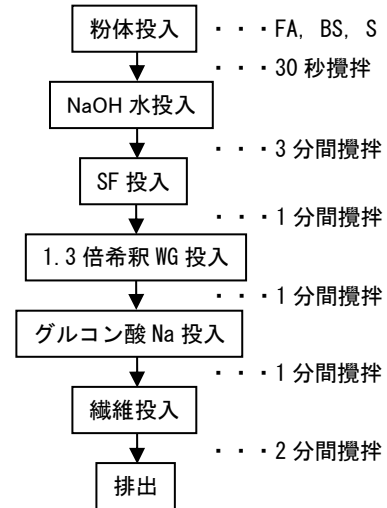 粉体投入 ・・・FA, BS, S
・・・30 秒攪拌
NaOH 水投入
・・・3 分間攪拌
SF 投入
・・・1 分間攪拌
1.3 倍希釈 WG 投入
・・・1 分間攪拌
グルコン酸 Na 投入
・・・1 分間攪拌
繊維投入
・・・2 分間攪拌
排出